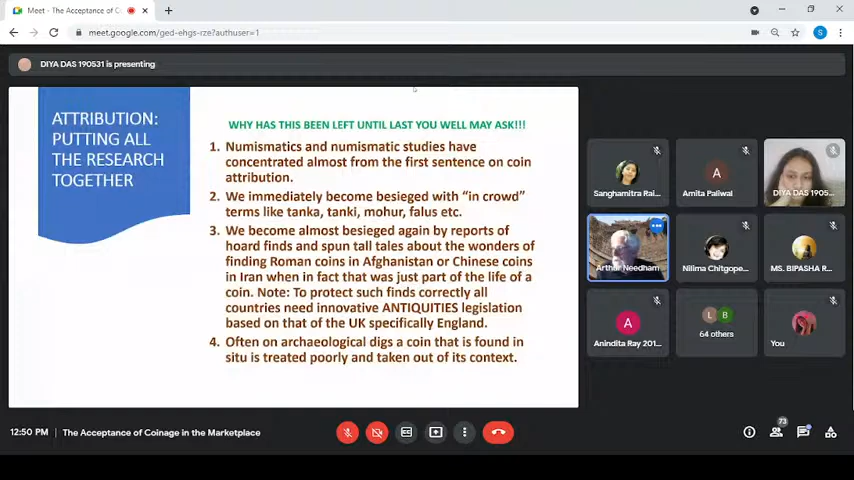 Meet - The Acceptance of Coina
meet.google.com/ged-ehgs-rze?authuser=1
S
DIYA DAS 190531 is presenting
ATTRIBUTION:
PUTTING ALL
THE RESEARCH
TOGETHER
WHY HAS THIS BEEN LEFT UNTIL LAST YOU WELL MAY ASK!!!
1. Numismatics and numismatic studies have
concentrated almost from the first sentence on coin
attribution.
2. We immediately become besieged with “in crowd”
terms like tanka, tanki, mohur, falus etc.
3. We become almost besieged again by reports of
hoard finds and spun tall tales about the wonders of
finding Roman coins in Afghanistan or Chinese coins
in Iran when in fact that was just part of the life of a
coin. Note: To protect such finds correctly all
countries need innovative ANTIQUITIES legislation
based on that of the UK specifically England.
4. Often on archaeological digs a coin that is found in
situ is treated poorly and taken out of its context.
Sanghamitra Rai...
A
Amita Paliwal
DIYA DAS 1905...
Arthur Needham
Nilima Chitgope...
MS. BIPASHA R...
A
Anindita Ray 201...
L B
64 others
You
12:50 PM | The Acceptance of Coinage in the Marketplace
73